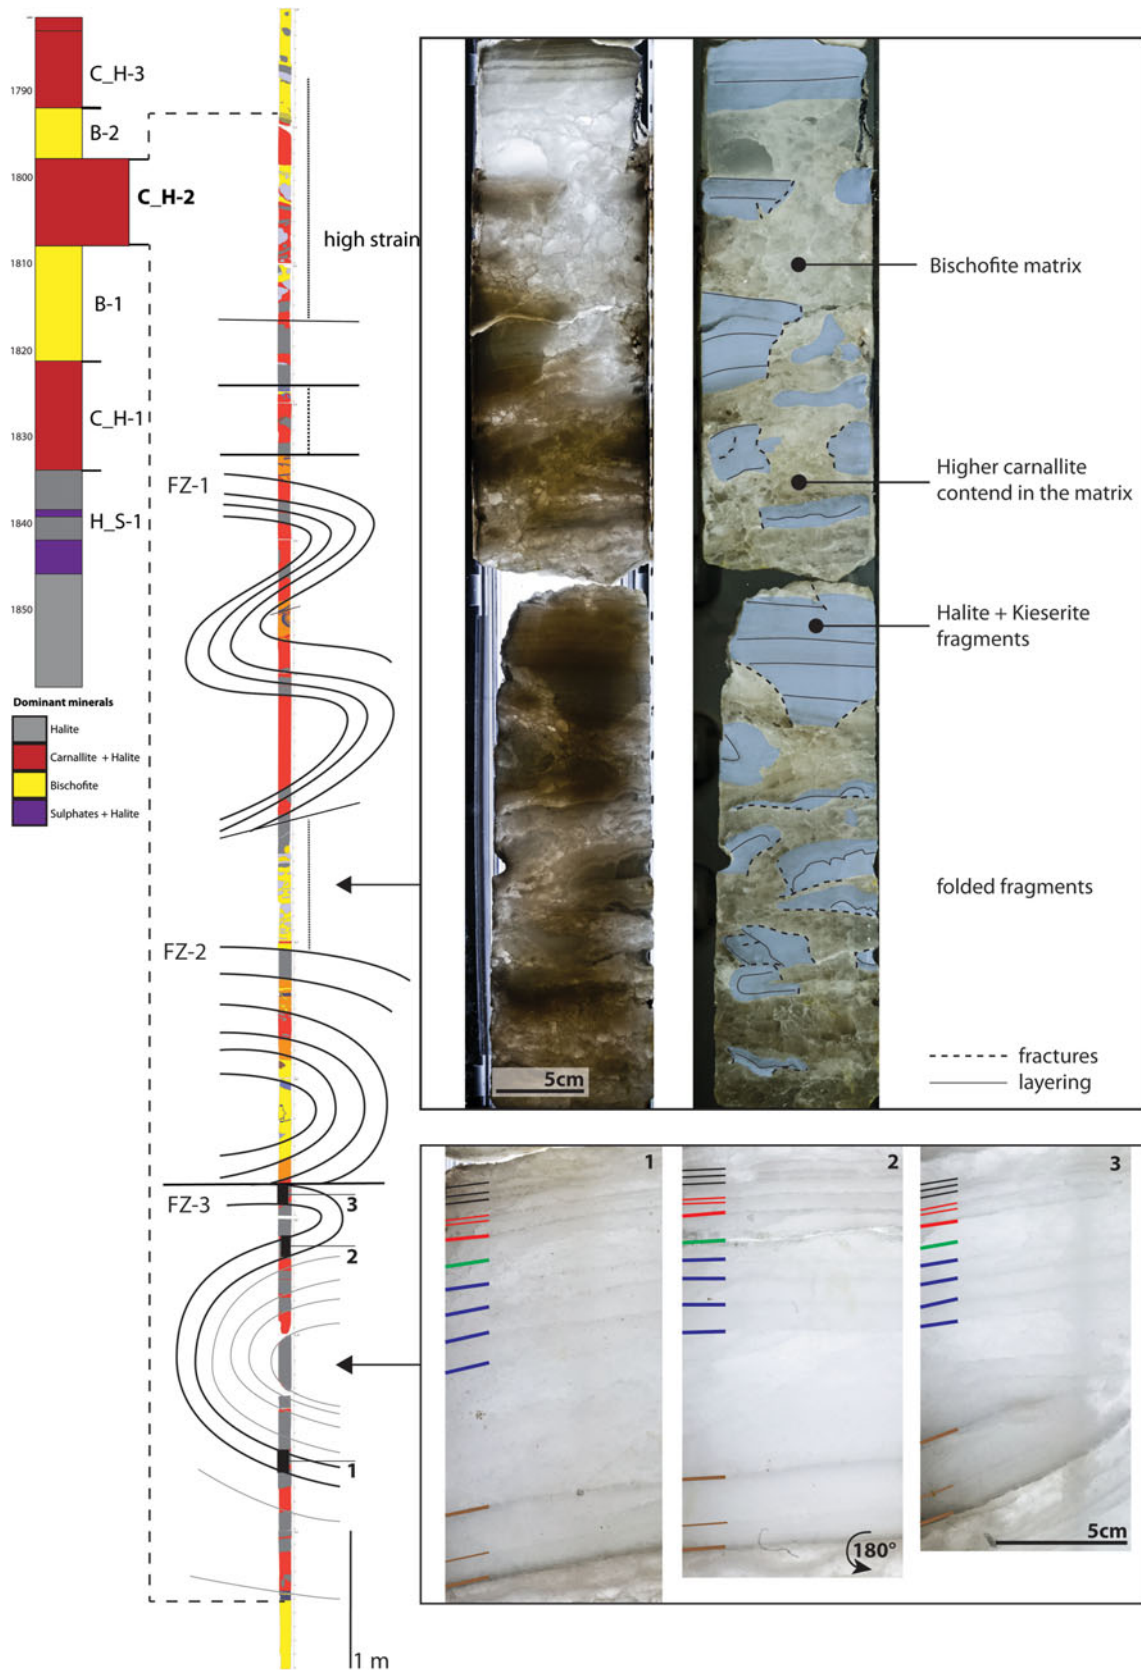 C_H-3
1790
B-2
1800
C_H-2
1810
B-1
1820
C_H-1
1830
H_S-1
1840
1850
Dominant minerals
Halite
Carnallite + Halite
Bischofite
Sulphates + Halite
high strain
FZ-1
FZ-2
FZ-3
3
2
1
1 m
Bischofite matrix
Higher carnallite
contend in the matrix
Halite + Kieserite
fragments
folded fragments
fractures
layering
5cm
1
2
3
180°
5cm